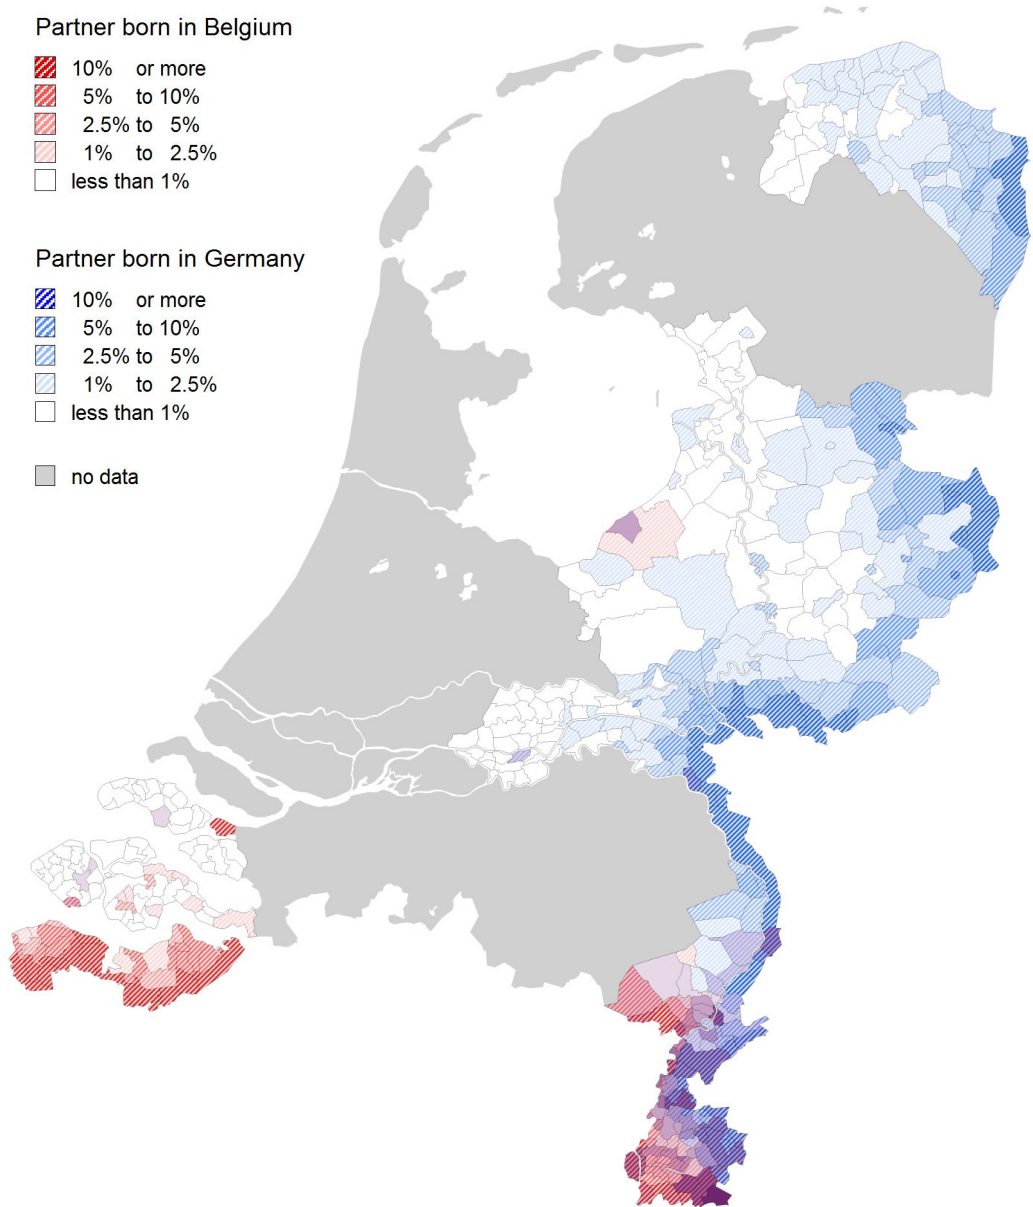 Partner born in Belgium
10% or more
5% to 10%
2.5% to 5%
1% to 2.5%
less than 1%
Partner born in Germany
10% or more
5% to 10%
2.5% to 5%
1% to 2.5%
less than 1%
no data